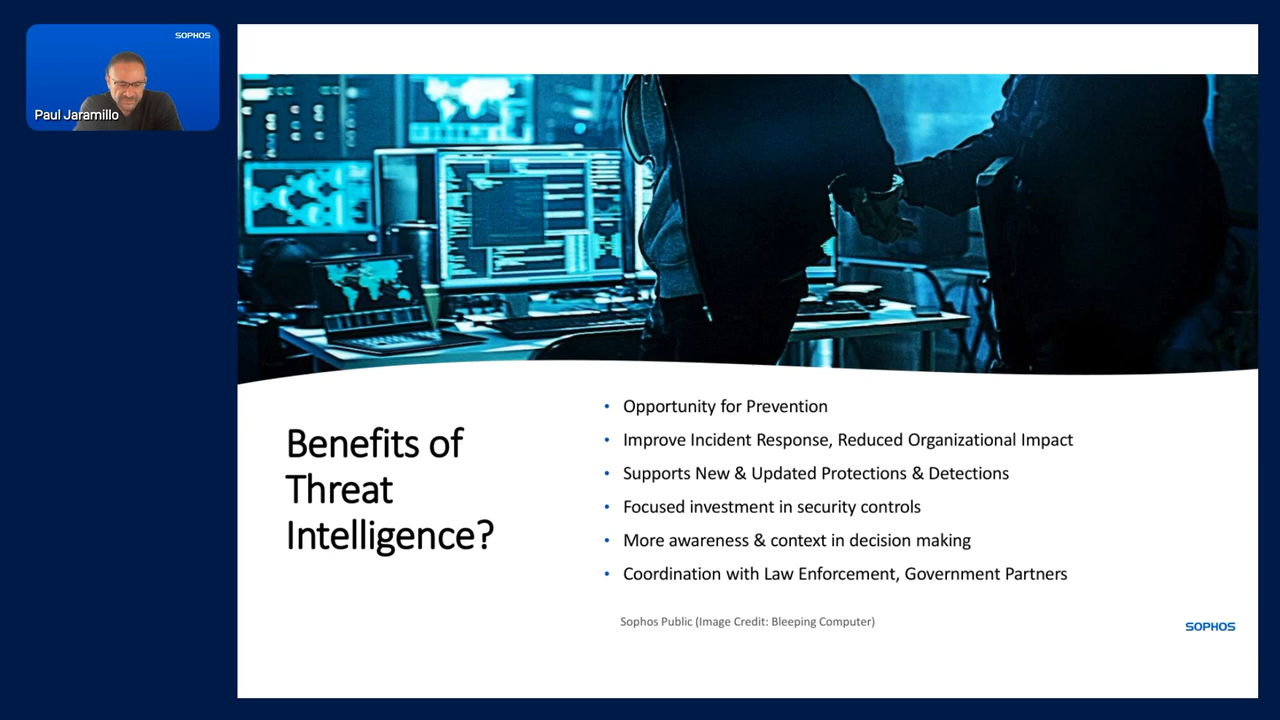 SOPHOS
Paul Jaramillo
Benefits of
Threat
Intelligence?
• Opportunity for Prevention
• Improve Incident Response, Reduced Organizational Impact
• Supports New & Updated Protections & Detections
• Focused investment in security controls
• More awareness & context in decision making
• Coordination with Law Enforcement, Government Partners
Sophos Public (Image Credit: Bleeping Computer)
SOPHOS